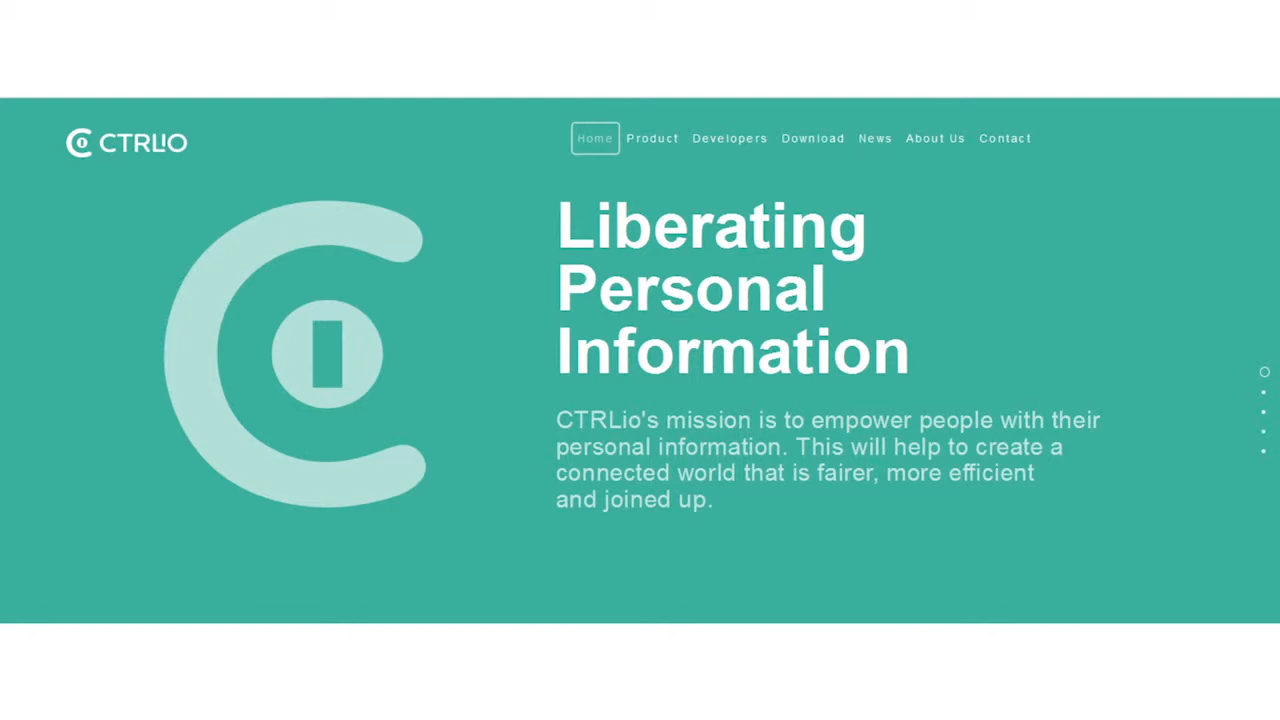 CTRLIO
Home Product Developers Download News About Us Contact
Liberating
Personal
Information
CTRLio's mission is to empower people with their
personal information. This will help to create a
connected world that is fairer, more efficient
and joined up.